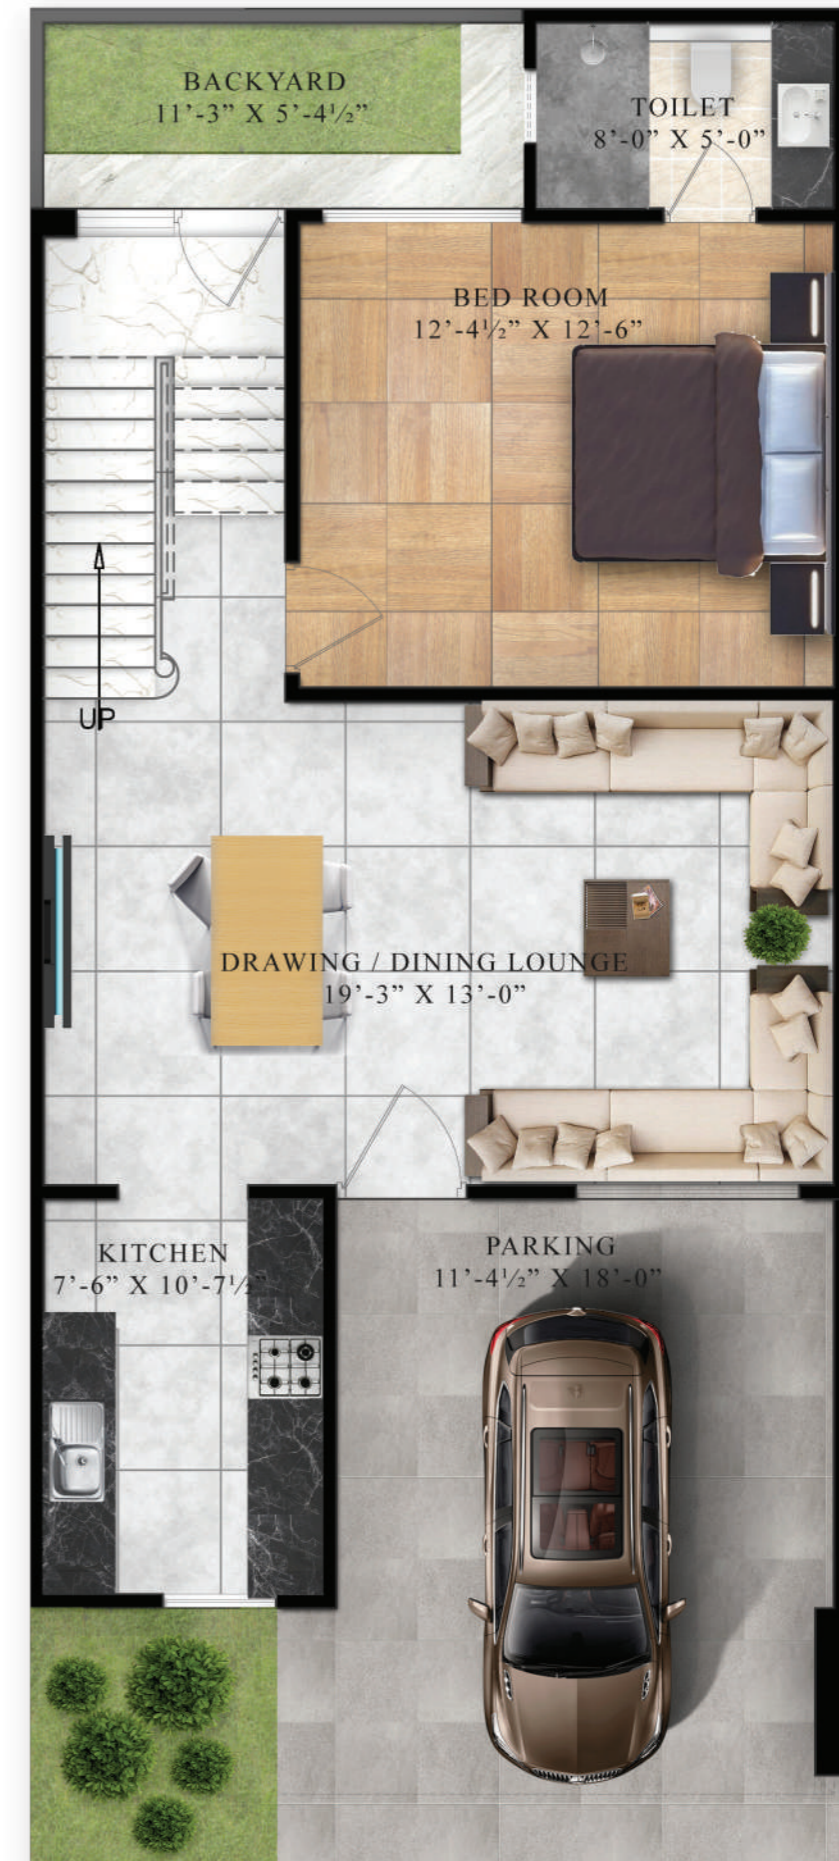 BACKYARD
11’-3” X 5’-4½”
TOILET
8’-0” X 5’-0”
BED ROOM
12’-4½” X 12’-6”
UP
DRAWING / DINING LOUNGE
19’-3” X 13’-0”
KITCHEN
7’-6” X 10’-7½”
PARKING
11’-4½” X 18’-0”